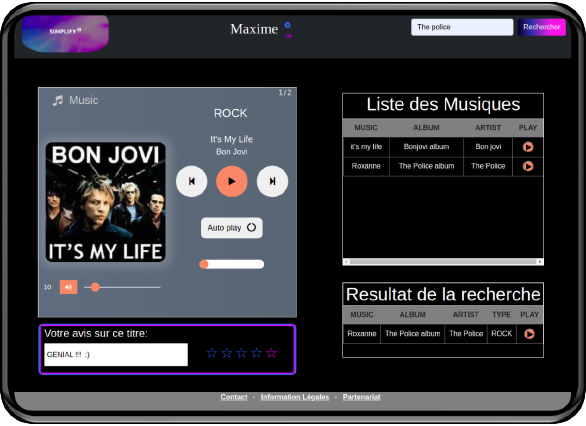 SIMPLIFY
Maxime
The police
Rechercher
1 / 2
Music
ROCK
It's My Life
Bon Jovi
BON JOVI
IT'S MY LIFE
Auto play
10
Votre avis sur ce titre:
GENIAL !!! :)
Liste des Musiques
MUSIC ALBUM ARTIST PLAY
it's my life Bonjovi album Bon jovi
Roxanne The Police album The Police
Resultat de la recherche
MUSIC ALBUM ARTIST TYPE PLAY
Roxanne The Police album The Police ROCK
Contact - Information Légales - Partenariat